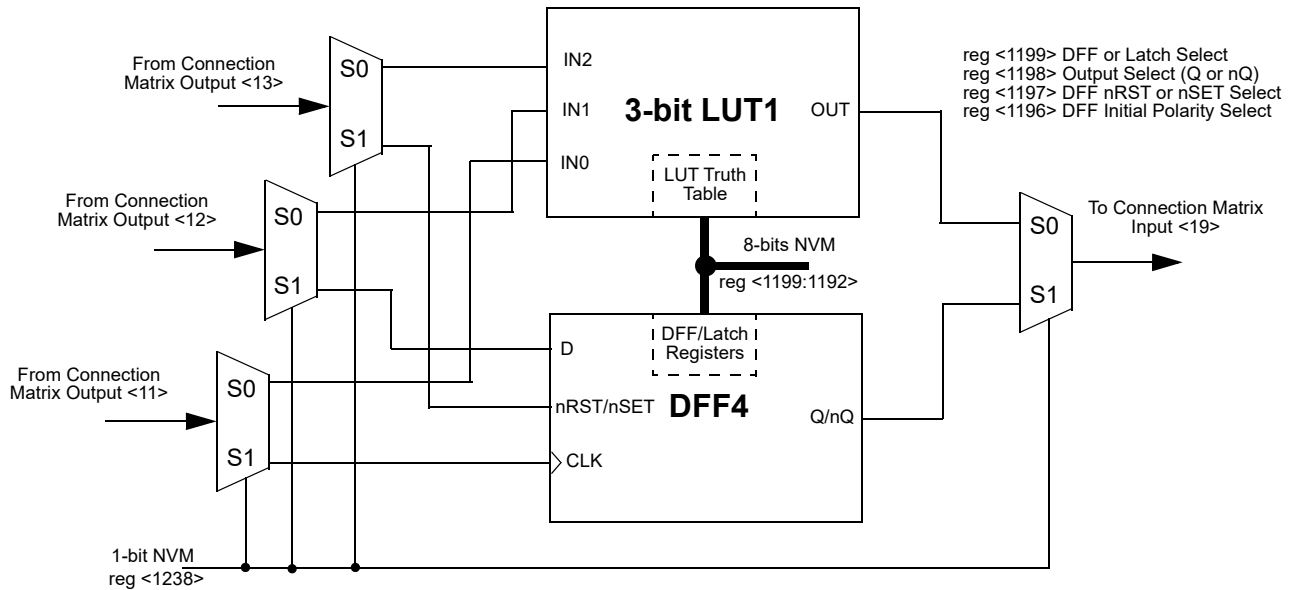 From Connection
Matrix Output <13>
S0
S1
From Connection
Matrix Output <12>
S0
S1
From Connection
Matrix Output <11>
S0
S1
1-bit NVM
reg <1238>
IN2
IN1
IN0
3-bit LUT1
OUT
LUT Truth
Table
8-bits NVM
reg <1199:1192>
DFF/Latch
Registers
D
nRST/nSET
DFF4
Q/nQ
CLK
reg <1199> DFF or Latch Select
reg <1198> Output Select (Q or nQ)
reg <1197> DFF nRST or nSET Select
reg <1196> DFF Initial Polarity Select
S0
S1
To Connection Matrix
Input <19>